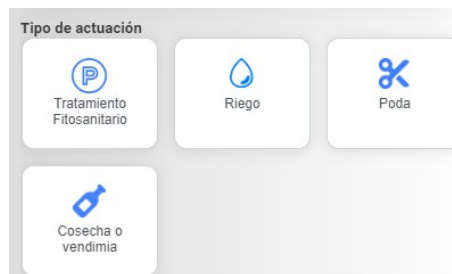 Tipo de actuación
P
Tratamiento
Fitosanitario
Riego
Poda
Cosecha o
vendimia